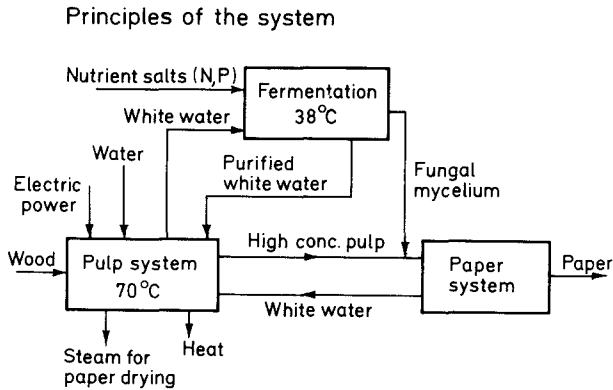 Principles of the system
Nutrient salts (N,P)
Fermentation
38°C
White water
Water
Purified
white water
Fungal
mycelium
Electric
power
Wood
Pulp system
70°C
High conc. pulp
Paper
system
Paper
White water
Steam for
paper drying
Heat